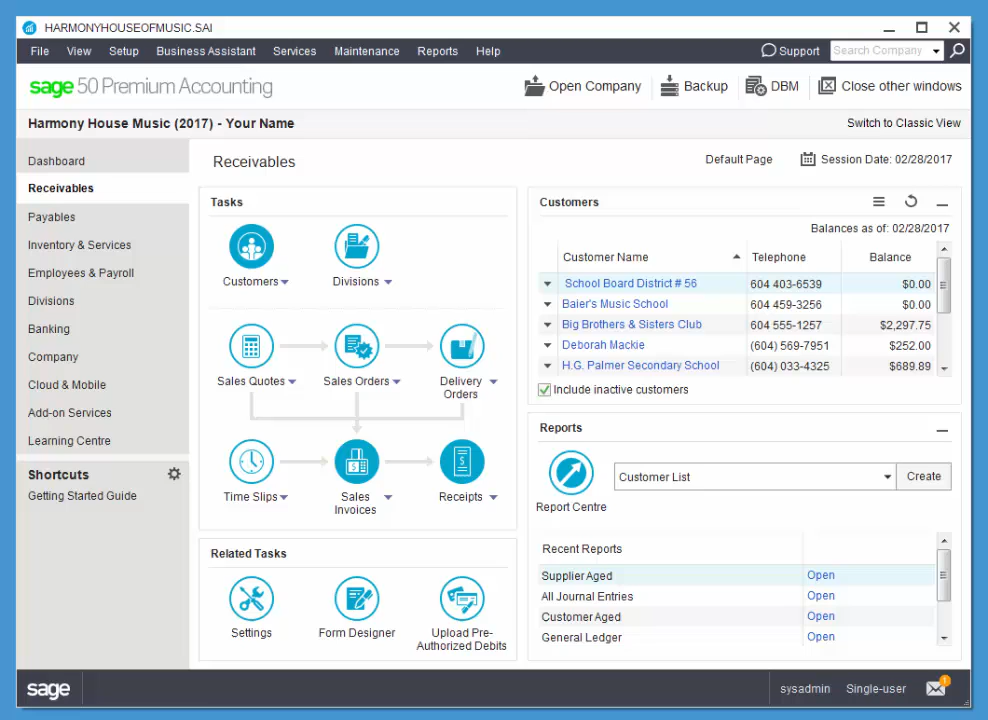 HARMONYHOUSEOFMUSIC.SAI
File View Setup Business Assistant Services Maintenance Reports Help Support Search Company
sage 50 Premium Accounting Open Company Backup DBM Close other windows
Harmony House Music (2017) - Your Name Switch to Classic View
Dashboard
Receivables
Payables
Inventory & Services
Employees & Payroll
Divisions
Banking
Company
Cloud & Mobile
Add-on Services
Learning Centre
Shortcuts
Getting Started Guide
Receivables Default Page Session Date: 02/28/2017
Tasks
Customers Divisions
Sales Quotes Sales Orders Delivery
Orders
Time Slips Sales Receipts
Invoices
Related Tasks
Settings Form Designer Upload Pre-
Authorized Debits
Customers
Balances as of: 02/28/2017
Customer Name Telephone Balance
School Board District # 56 604 403-6539 $0.00
Baier's Music School 604 459-3256 $0.00
Big Brothers & Sisters Club 604 555-1257 $2,297.75
Deborah Mackie (604) 569-7951 $252.00
H.G. Palmer Secondary School (604) 033-4325 $689.89
Include inactive customers
Reports
Customer List Create
Report Centre
Recent Reports
Supplier Aged Open
All Journal Entries Open
Customer Aged Open
General Ledger Open
sage sysadmin Single-user 1